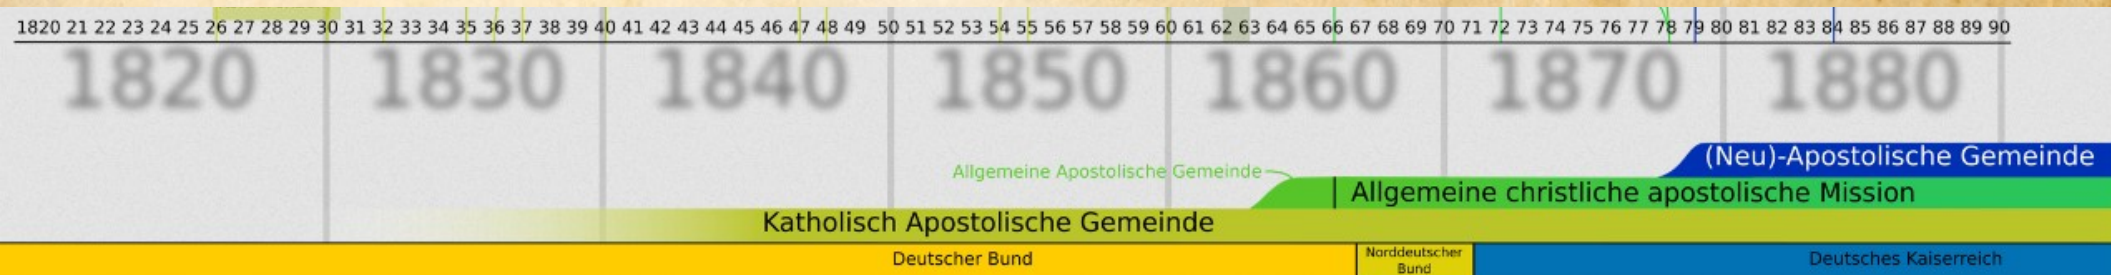 1820 21 22 23 24 25 26 27 28 29 30 31 32 33 34 35 36 37 38 39 40 41 42 43 44 45 46 47 48 49 50 51 52 53 54 55 56 57 58 59 60 61 62 63 64 65 66 67 68 69 70 71 72 73 74 75 76 77 78 79 80 81 82 83 84 85 86 87 88 89 90
1820 1830 1840 1850 1860 1870 1880
(Neu)-Apostolische Gemeinde
Allgemeine Apostolische Gemeinde
Allgemeine christliche apostolische Mission
Katholisch Apostolische Gemeinde
Deutscher Bund
Norddeutscher
Bund
Deutsches Kaiserreich